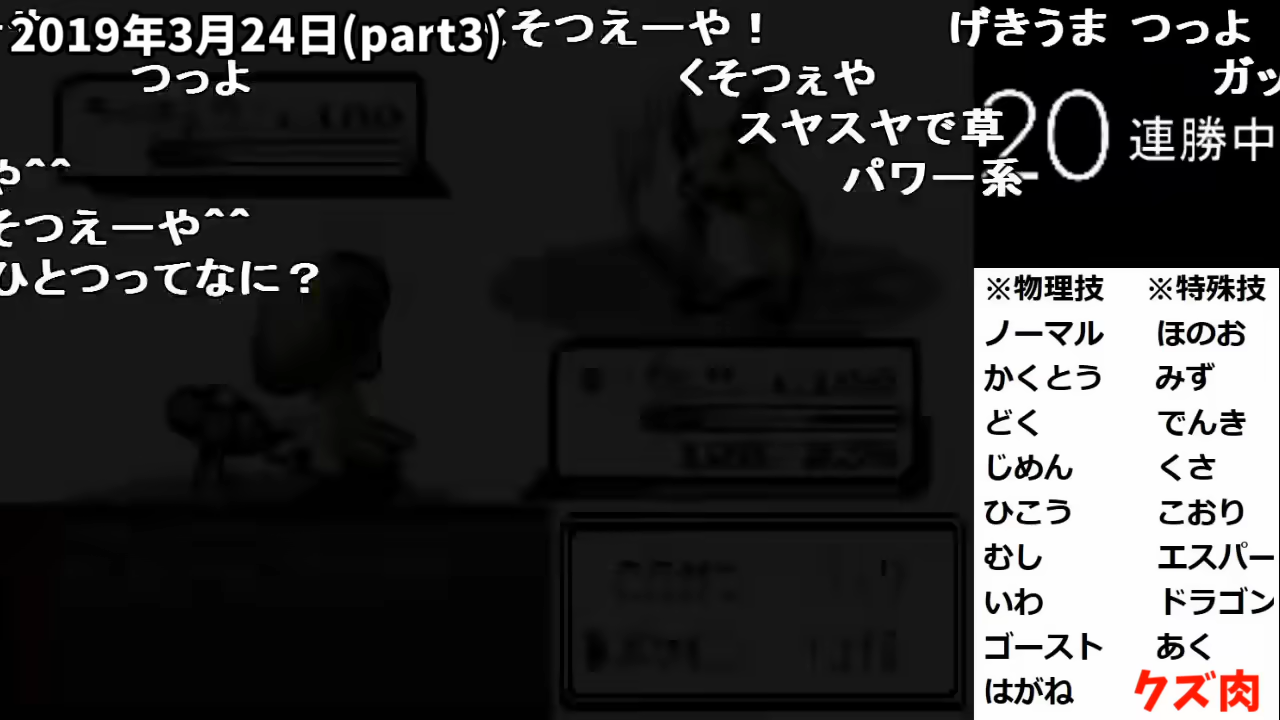 2019年3月24日(part3)
そつえーや！
げきうま
つっよ
つっよ
くそつぇや
ガッ
スヤスヤで草
20連勝中
や^^
パワー系
そつえーや^^
ひとつってなに？
※物理技 ※特殊技
ノーマル ほのお
かくとう みず
どく でんき
じめん くさ
ひこう こおり
むし エスパー
いわ ドラゴン
ゴースト あく
はがね クズ肉